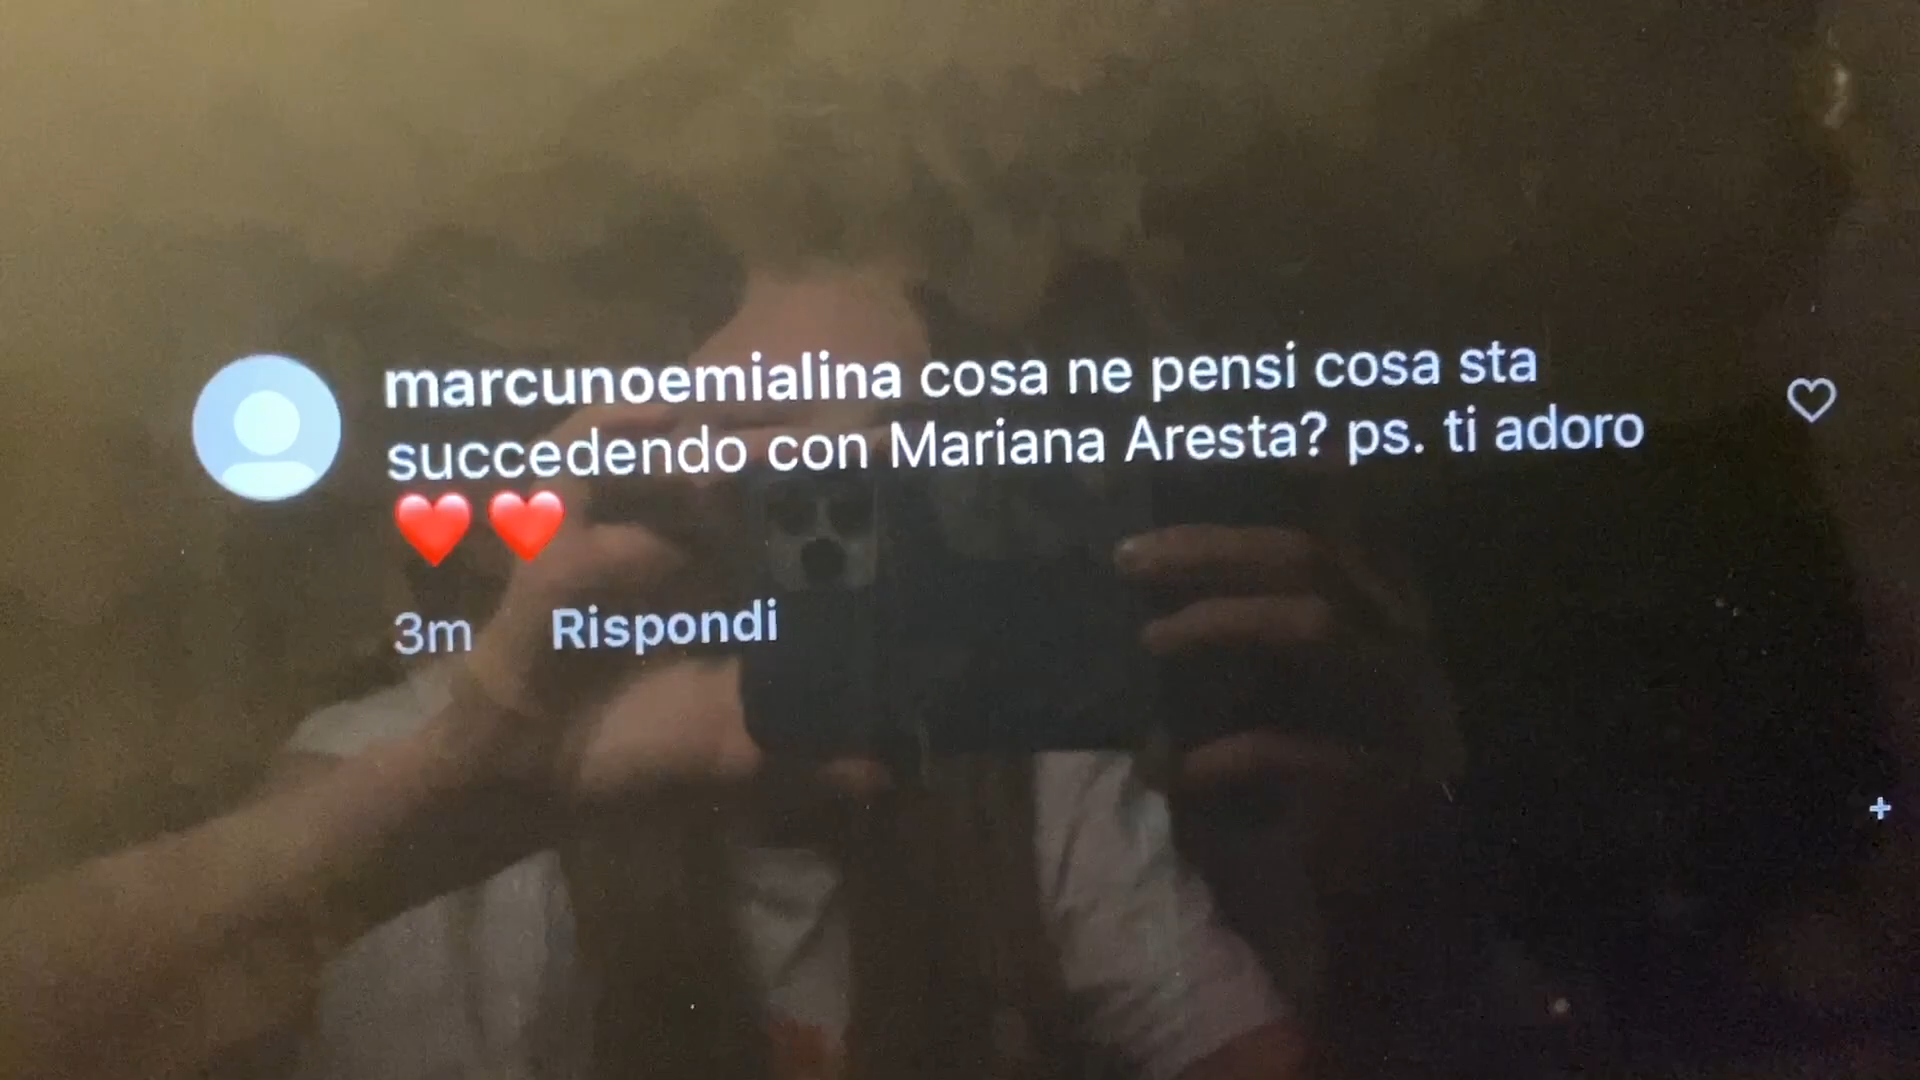 marcunoemialina cosa ne pensi cosa sta
succedendo con Mariana Aresta? ps. ti adoro
❤️ ❤️
3m Rispondi